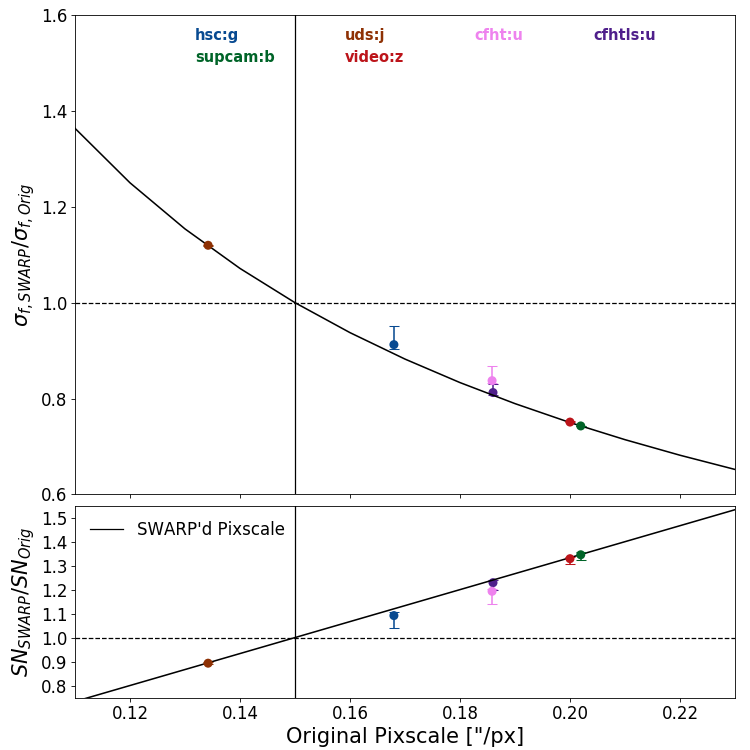 1.6
hsc:g uds:j cfht:u cfhtls:u
supcam:b video:z
1.4
1.2
1.0
0.8
0.6
σf,SWARP/σf,Orig
1.5
SWARP'd Pixscale
1.4
1.3
1.2
1.1
1.0
0.9
0.8
SNSWARP/SNOrig
0.12 0.14 0.16 0.18 0.20 0.22
Original Pixscale ["/px]